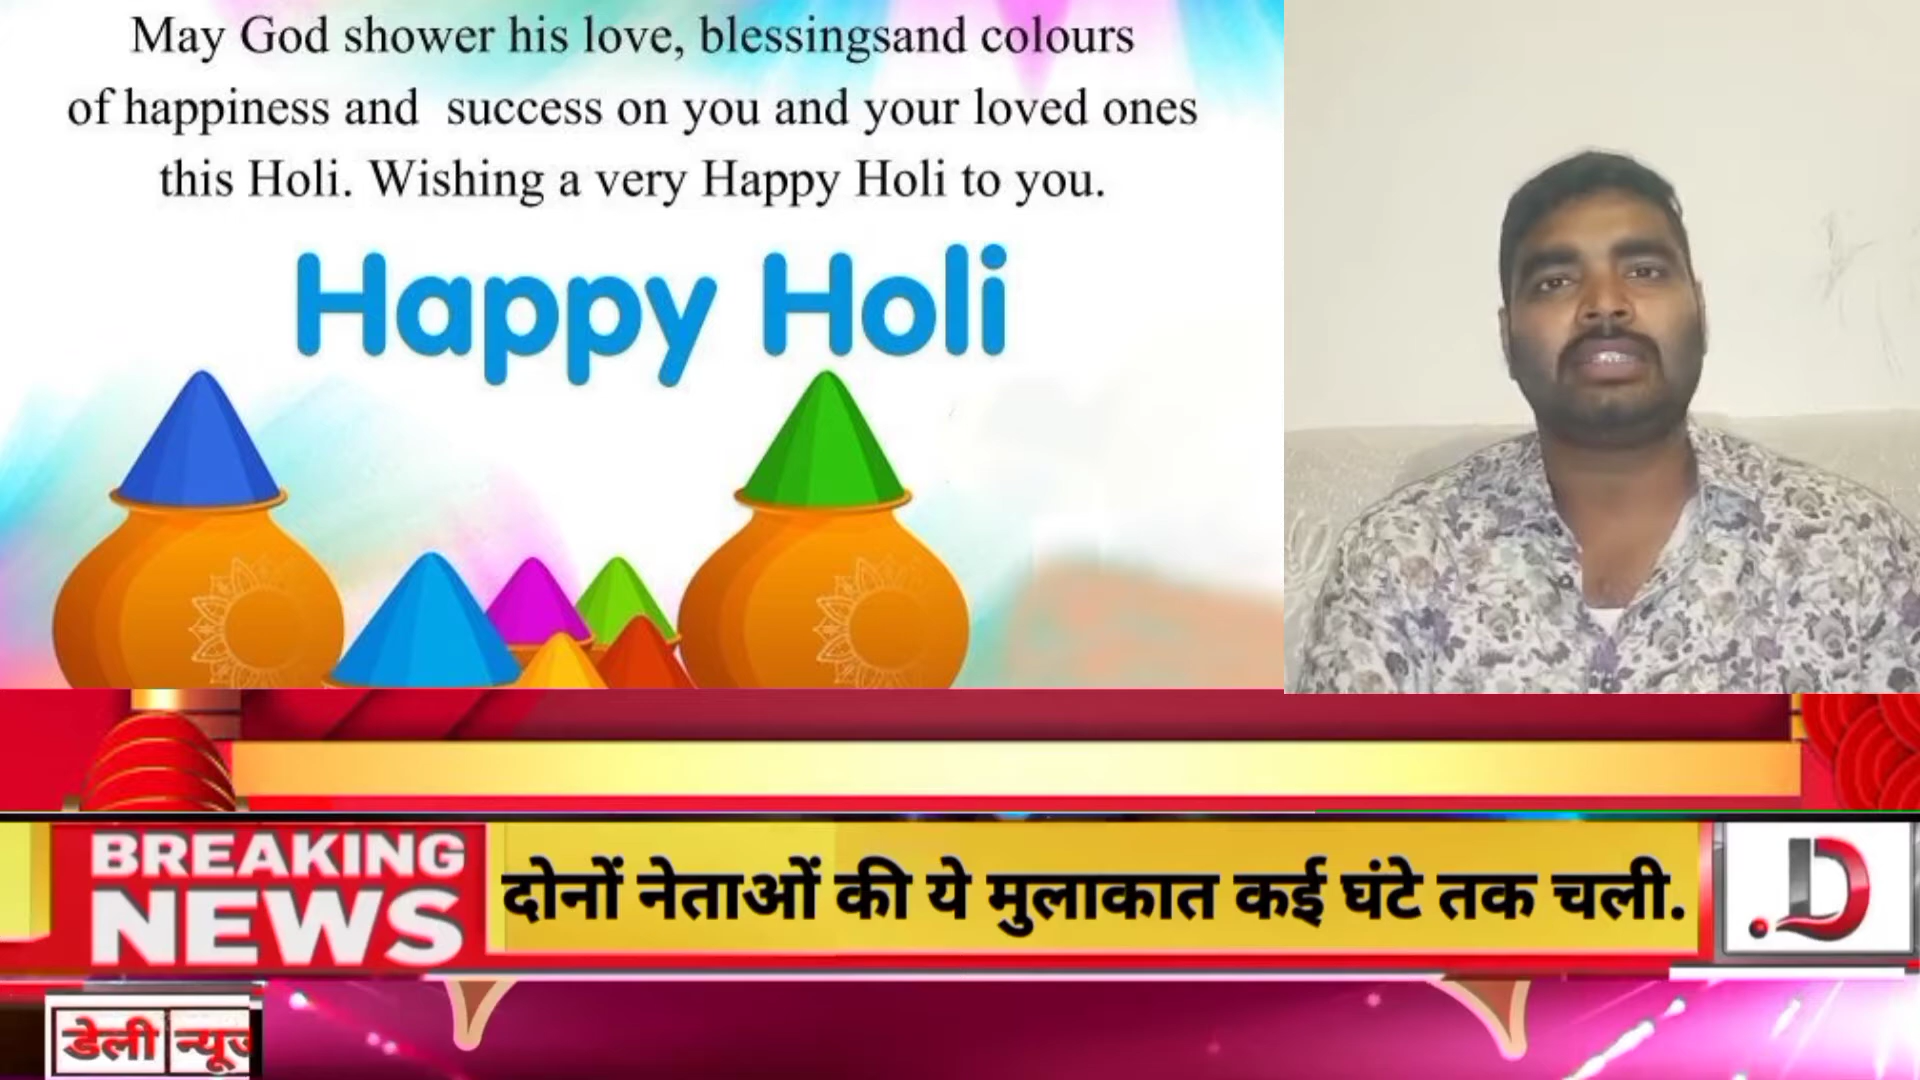 May God shower his love, blessingsand colours
of happiness and success on you and your loved ones
this Holi. Wishing a very Happy Holi to you.
Happy Holi
BREAKING
NEWS
दोनों नेताओं की ये मुलाकात कई घंटे तक चली.
.D
डेली न्यूज